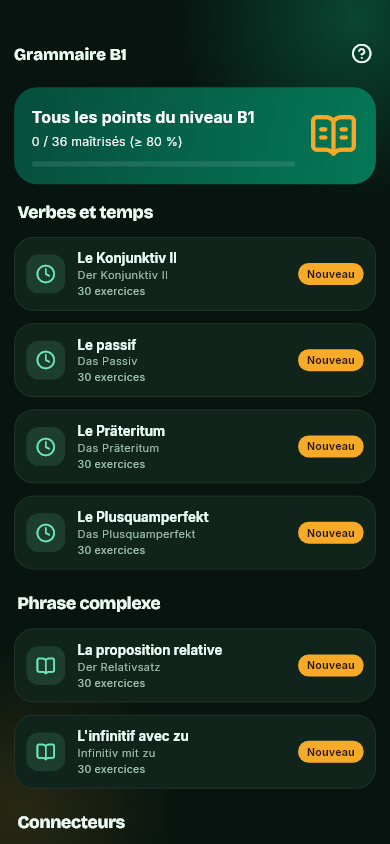 Grammaire B1
Tous les points du niveau B1
0 / 36 maîtrisés (≥ 80 %)
Verbes et temps
Le Konjunktiv II
Der Konjunktiv II
30 exercices
Nouveau
Le passif
Das Passiv
30 exercices
Nouveau
Le Präteritum
Das Präteritum
30 exercices
Nouveau
Le Plusquamperfekt
Das Plusquamperfekt
30 exercices
Nouveau
Phrase complexe
La proposition relative
Der Relativsatz
30 exercices
Nouveau
L'infinitif avec zu
Infinitiv mit zu
30 exercices
Nouveau
Connecteurs